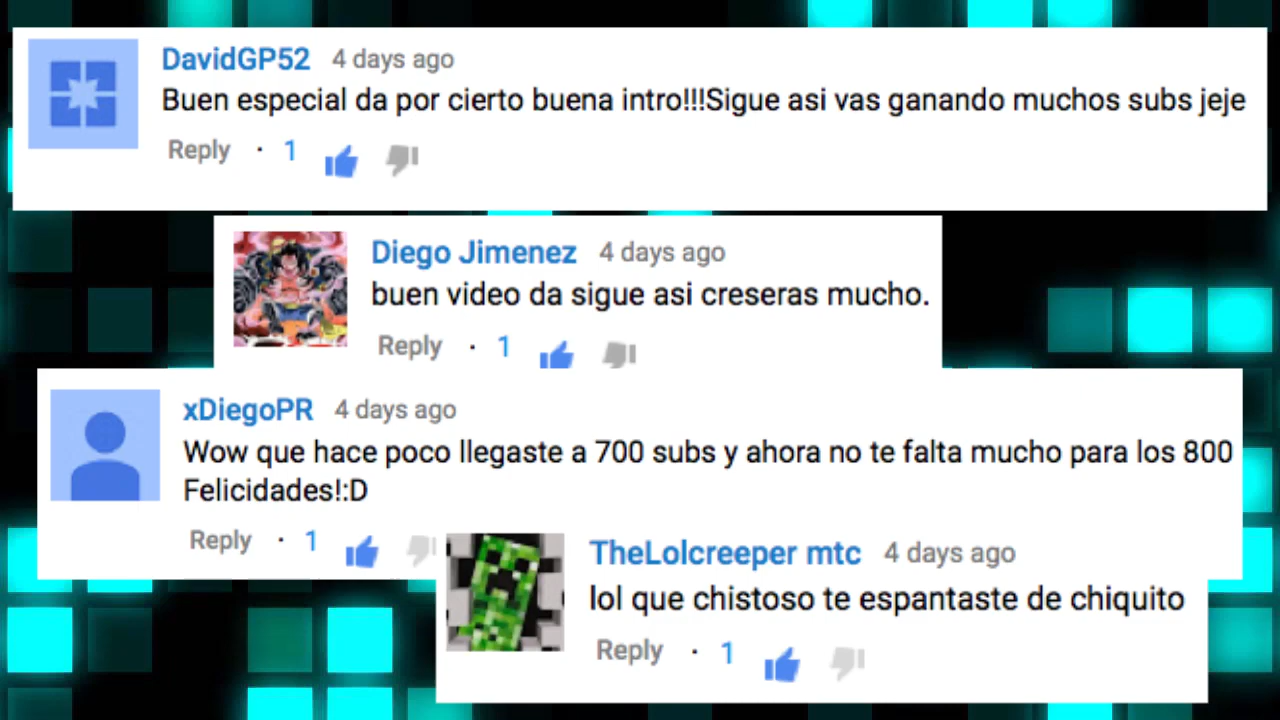 DavidGP52 4 days ago
Buen especial da por cierto buena intro!!!Sigue asi vas ganando muchos subs jeje
Reply · 1
Diego Jimenez 4 days ago
buen video da sigue asi creseras mucho.
Reply · 1
xDiegoPR 4 days ago
Wow que hace poco llegaste a 700 subs y ahora no te falta mucho para los 800
Felicidades!:D
Reply · 1
TheLolcreeper mtc 4 days ago
lol que chistoso te espantaste de chiquito
Reply · 1